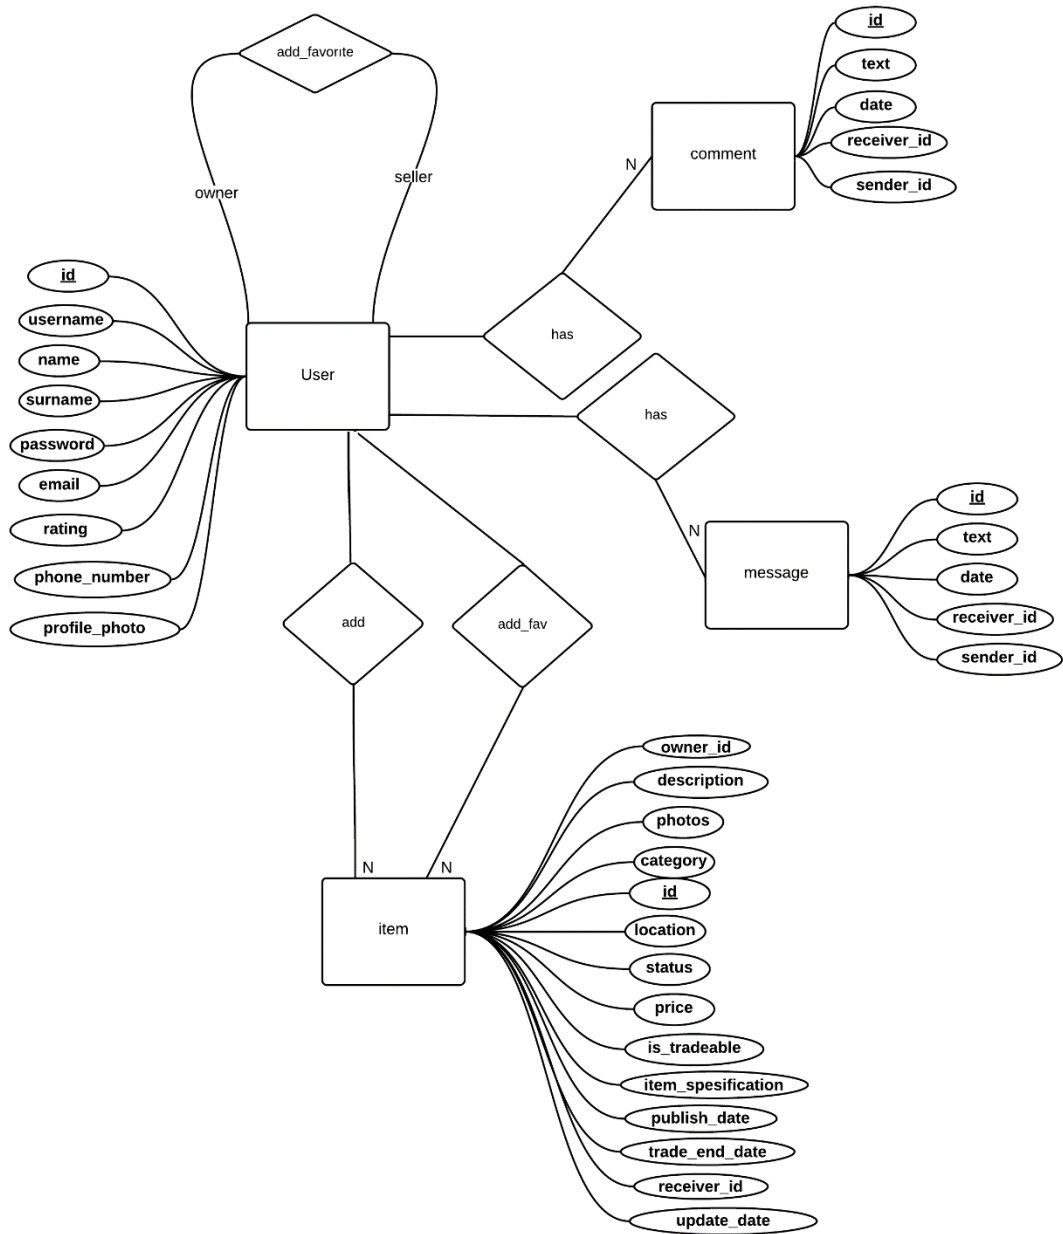 add_favorite
owner
seller
id
username
name
surname
password
email
rating
phone_number
profile_photo
User
comment
N
id
text
date
receiver_id
sender_id
has
has
N
message
id
text
date
receiver_id
sender_id
add
add_fav
N
N
item
owner_id
description
photos
category
id
location
status
price
is_tradeable
item_spesification
publish_date
trade_end_date
receiver_id
update_date